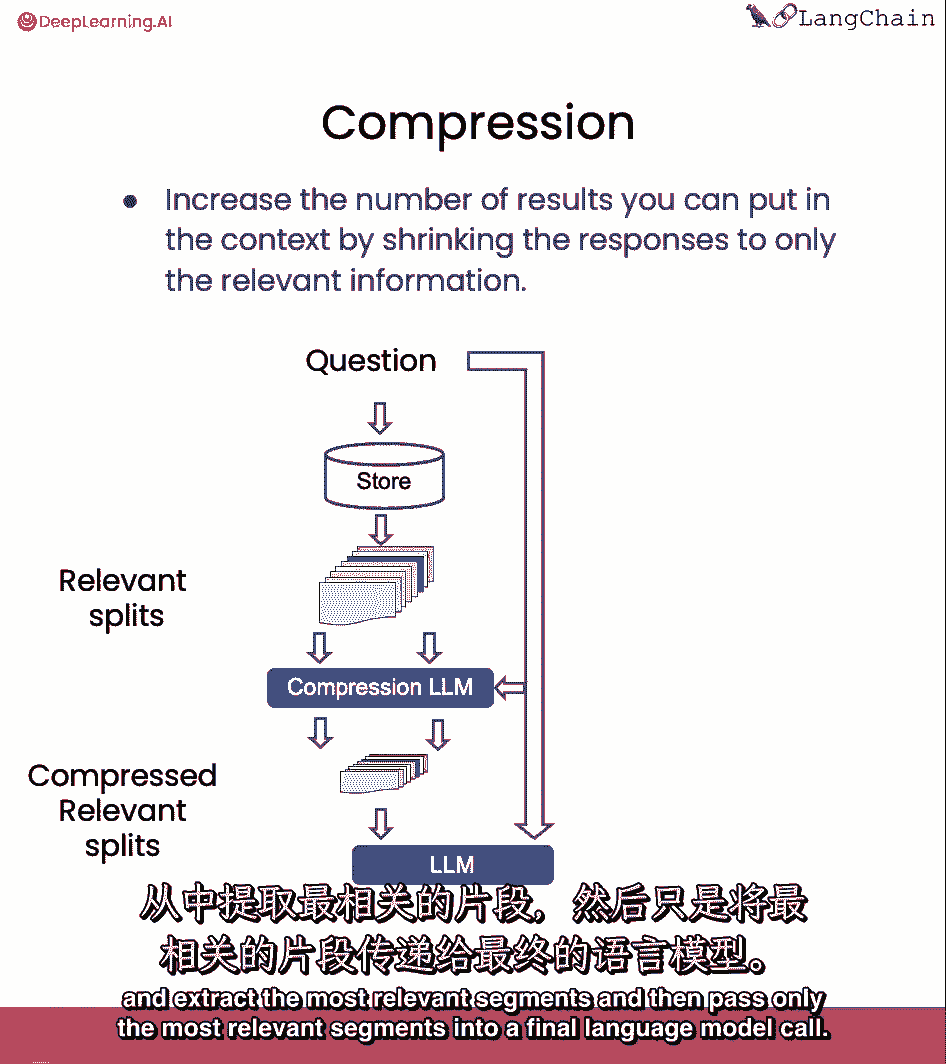 DeepLearning.AI
LangChain
Compression
● Increase the number of results you can put in
the context by shrinking the responses to only
the relevant information.
Question
Store
Relevant
splits
Compression LLM
Compressed
Relevant
splits
LLM
从中提取最相关的片段，然后只是将最
相关的片段传递给最终的语言模型。
and extract the most relevant segments and then pass only
the most relevant segments into a final language model call.